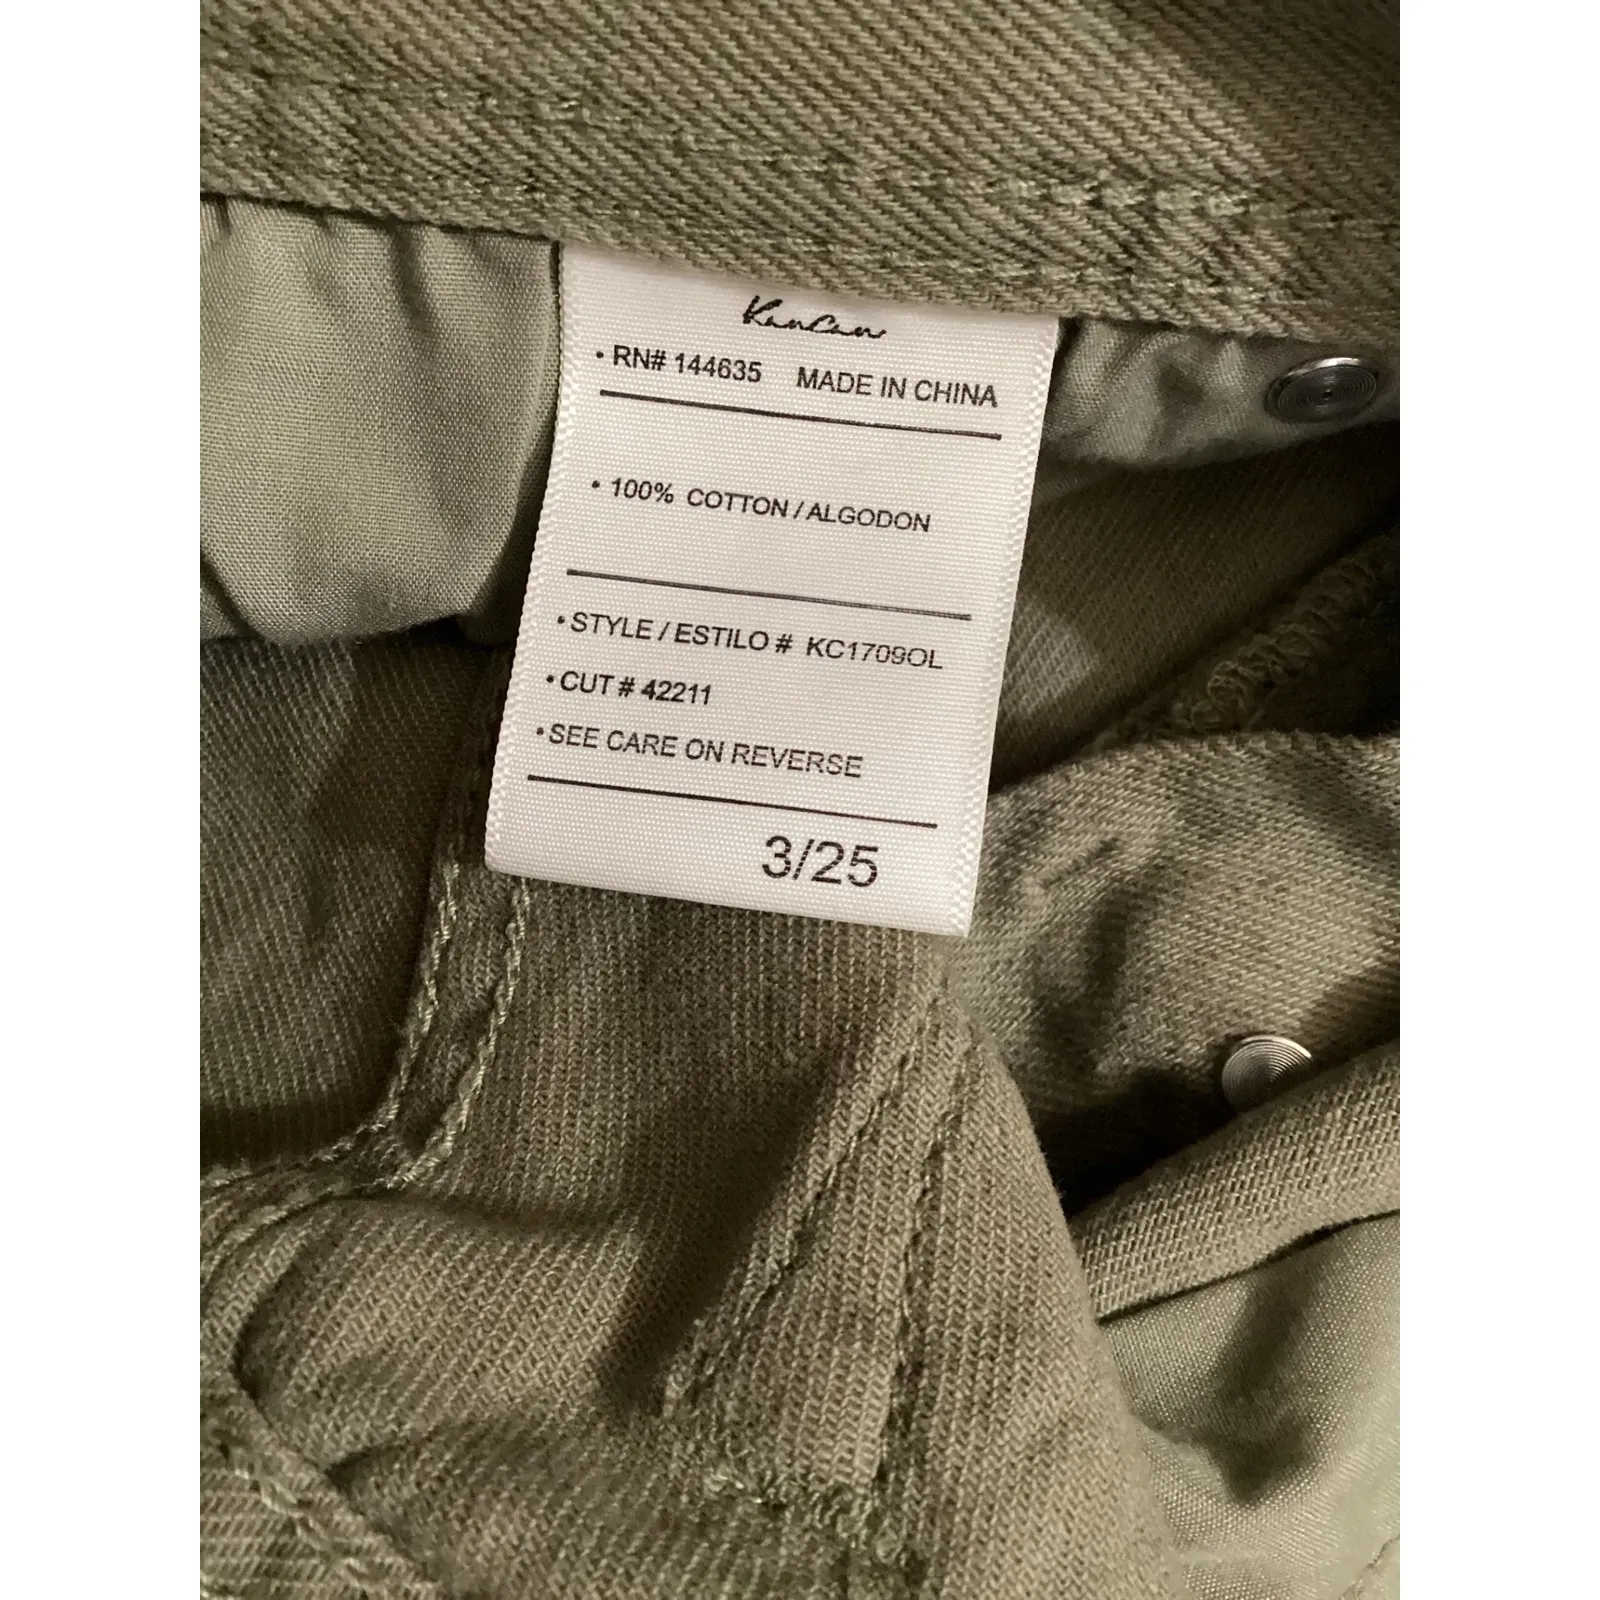 KanCan
• RN# 144635 MADE IN CHINA
• 100% COTTON / ALGODON
• STYLE / ESTILO # KC1709OL
• CUT # 42211
• SEE CARE ON REVERSE
3/25